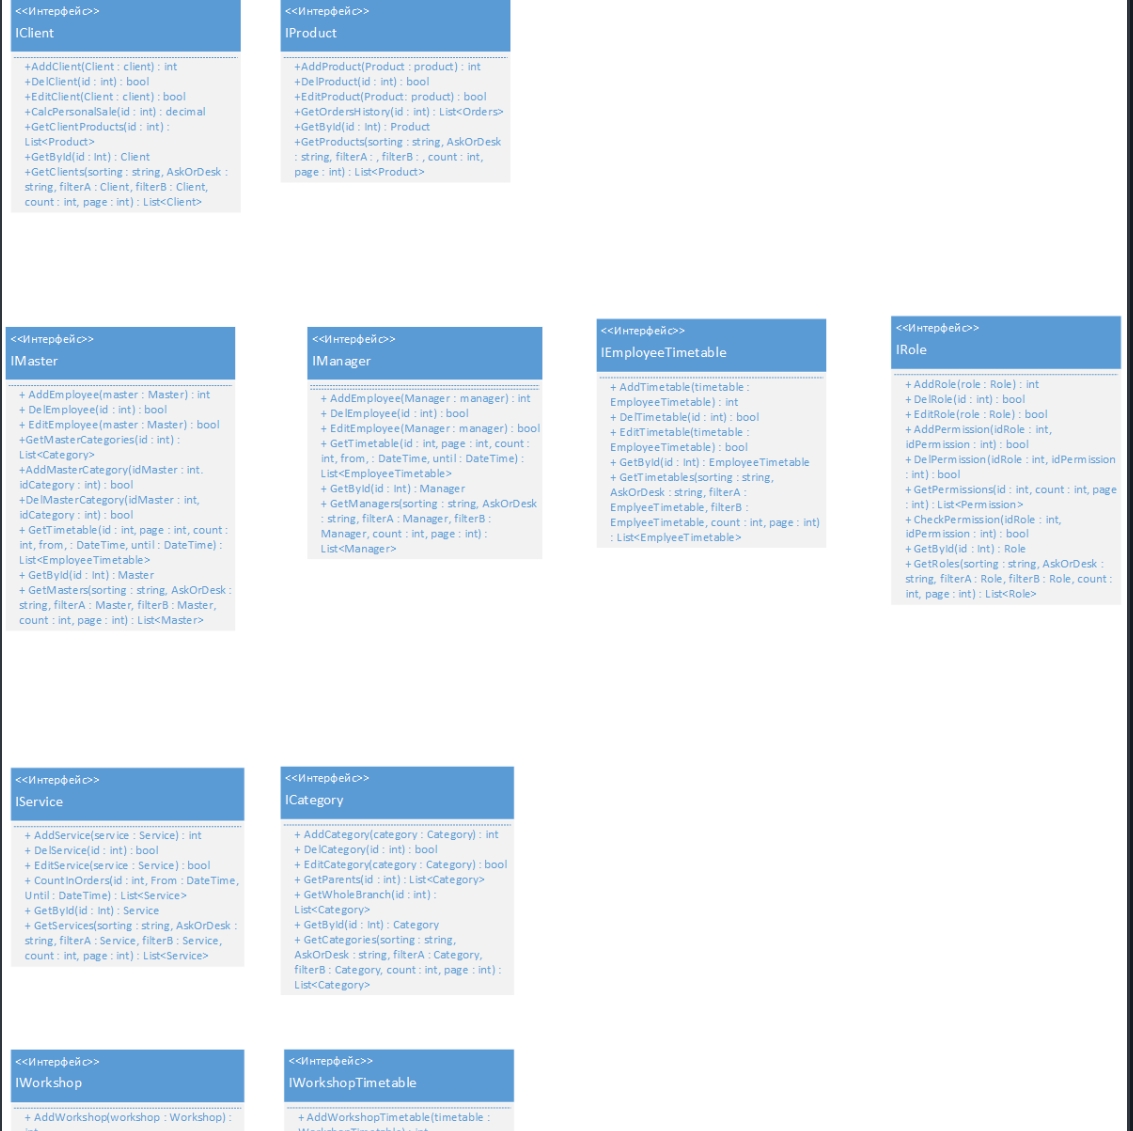 <<Интерфейс>>
IClient
+AddClient(Client : client) : int
+DelClient(id : int) : bool
+EditClient(Client : client) : bool
+CalcPersonalSale(id : int) : decimal
+GetClientProducts(id : int) :
List<Product>
+GetById(id : Int) : Client
+GetClients(sorting : string, AskOrDesk :
string, filterA : Client, filterB : Client,
count : int, page : int) : List<Client>
<<Интерфейс>>
IProduct
+AddProduct(Product : product) : int
+DelProduct(id : int) : bool
+EditProduct(Product: product) : bool
+GetOrdersHistory(id : int) : List<Orders>
+GetById(id : Int) : Product
+GetProducts(sorting : string, AskOrDesk
: string, filterA : , filterB : , count : int,
page : int) : List<Product>
<<Интерфейс>>
IMaster
+ AddEmployee(master : Master) : int
+ DelEmployee(id : int) : bool
+ EditEmployee(master : Master) : bool
+GetMasterCategories(id : int) :
List<Category>
+AddMasterCategory(idMaster : int.
idCategory : int) : bool
+DelMasterCategory(idMaster : int,
idCategory : int) : bool
+ GetTimetable(id : int, page : int, count :
int, from, : DateTime, until : DateTime) :
List<EmployeeTimetable>
+ GetById(id : Int) : Master
+ GetMasters(sorting : string, AskOrDesk :
string, filterA : Master, filterB : Master,
count : int, page : int) : List<Master>
<<Интерфейс>>
IManager
+ AddEmployee(Manager : manager) : int
+ DelEmployee(id : int) : bool
+ EditEmployee(Manager : manager) : bool
+ GetTimetable(id : int, page : int, count :
int, from, : DateTime, until : DateTime) :
List<EmployeeTimetable>
+ GetById(id : Int) : Manager
+ GetManagers(sorting : string, AskOrDesk
: string, filterA : Manager, filterB :
Manager, count : int, page : int) :
List<Manager>
<<Интерфейс>>
IEmployeeTimetable
+ AddTimetable(timetable :
EmployeeTimetable) : int
+ DelTimetable(id : int) : bool
+ EditTimetable(timetable :
EmployeeTimetable) : bool
+ GetById(id : Int) : EmployeeTimetable
+ GetTimetables(sorting : string,
AskOrDesk : string, filterA :
EmplyeeTimetable, filterB :
EmplyeeTimetable, count : int, page : int)
: List<EmplyeeTimetable>
<<Интерфейс>>
IRole
+ AddRole(role : Role) : int
+ DelRole(id : int) : bool
+ EditRole(role : Role) : bool
+ AddPermission(idRole : int,
idPermission : int) : bool
+ DelPermission(idRole : int, idPermission
: int) : bool
+ GetPermissions(id : int, count : int, page
: int) : List<Permission>
+ CheckPermission(idRole : int,
idPermission : int) : bool
+ GetById(id : Int) : Role
+ GetRoles(sorting : string, AskOrDesk :
string, filterA : Role, filterB : Role, count :
int, page : int) : List<Role>
<<Интерфейс>>
IService
+ AddService(service : Service) : int
+ DelService(id : int) : bool
+ EditService(service : Service) : bool
+ CountInOrders(id : int, From : DateTime,
Until : DateTime) : List<Service>
+ GetById(id : Int) : Service
+ GetServices(sorting : string, AskOrDesk :
string, filterA : Service, filterB : Service,
count : int, page : int) : List<Service>
<<Интерфейс>>
ICategory
+ AddCategory(category : Category) : int
+ DelCategory(id : int) : bool
+ EditCategory(category : Category) : bool
+ GetParents(id : int) : List<Category>
+ GetWholeBranch(id : int) :
List<Category>
+ GetById(id : Int) : Category
+ GetCategories(sorting : string,
AskOrDesk : string, filterA : Category,
filterB : Category, count : int, page : int) :
List<Category>
<<Интерфейс>>
IWorkshop
+ AddWorkshop(workshop : Workshop) :
<<Интерфейс>>
IWorkshopTimetable
+ AddWorkshopTimetable(timetable :